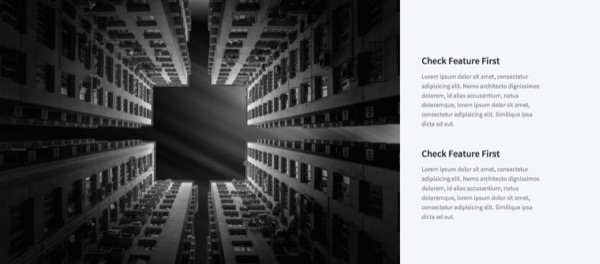 Check Feature First
Lorem ipsum dolor sit amet, consectetur
adipisicing elit. Nemo architecto dignissimos
dolorem, id alias accusantium, natus
doloremque, lorem ipsum dolor sit amet,
consectetur adipisicing elit. Similique ipsa
dicta ad aut.
Check Feature First
Lorem ipsum dolor sit amet, consectetur
adipisicing elit. Nemo architecto dignissimos
dolorem, id alias accusantium, natus
doloremque, lorem ipsum dolor sit amet,
consectetur adipisicing elit. Similique ipsa
dicta ad aut.